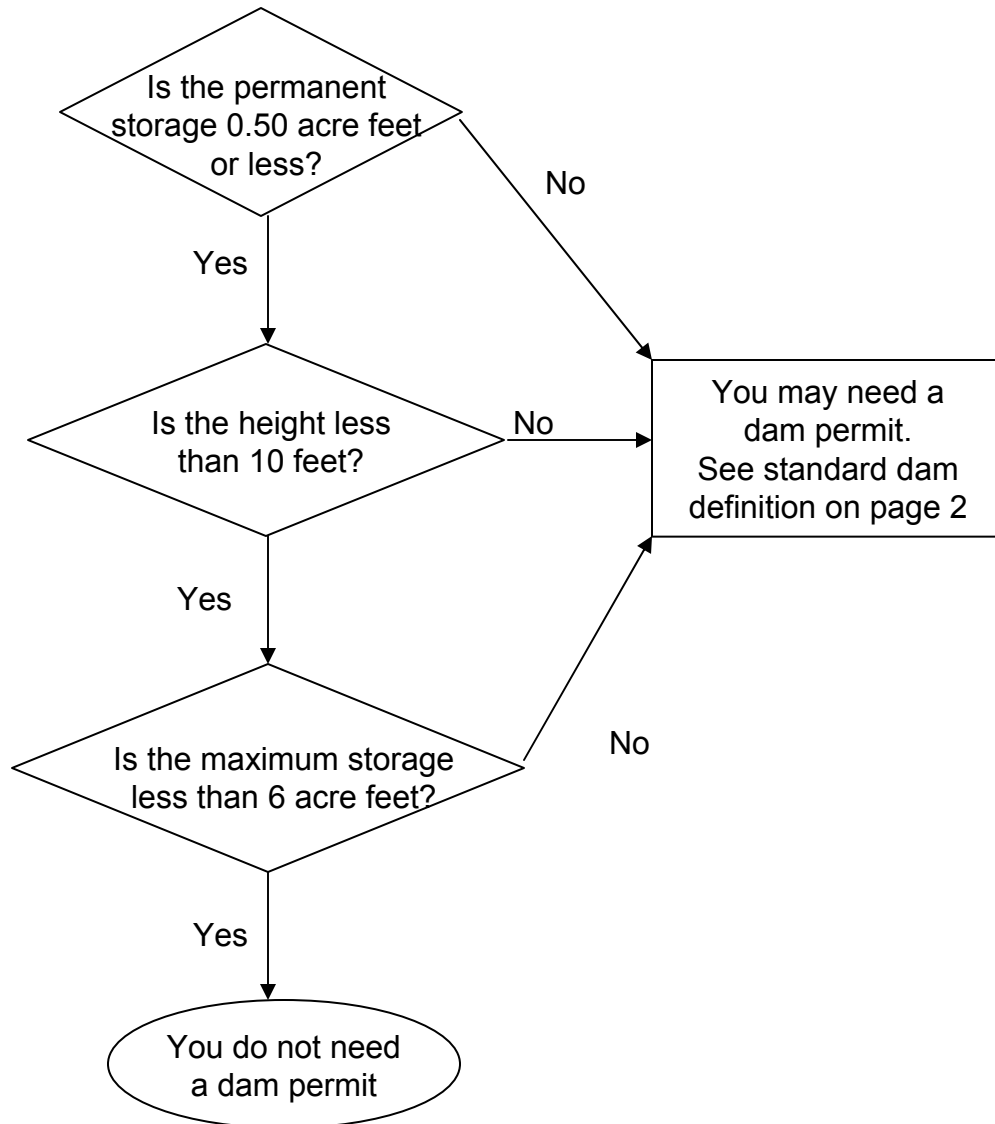 Is the permanent
storage 0.50 acre feet
or less?
No
Yes
Is the height less
than 10 feet?
No
You may need a
dam permit.
See standard dam
definition on page 2
Yes
Is the maximum storage
less than 6 acre feet?
No
Yes
You do not need
a dam permit